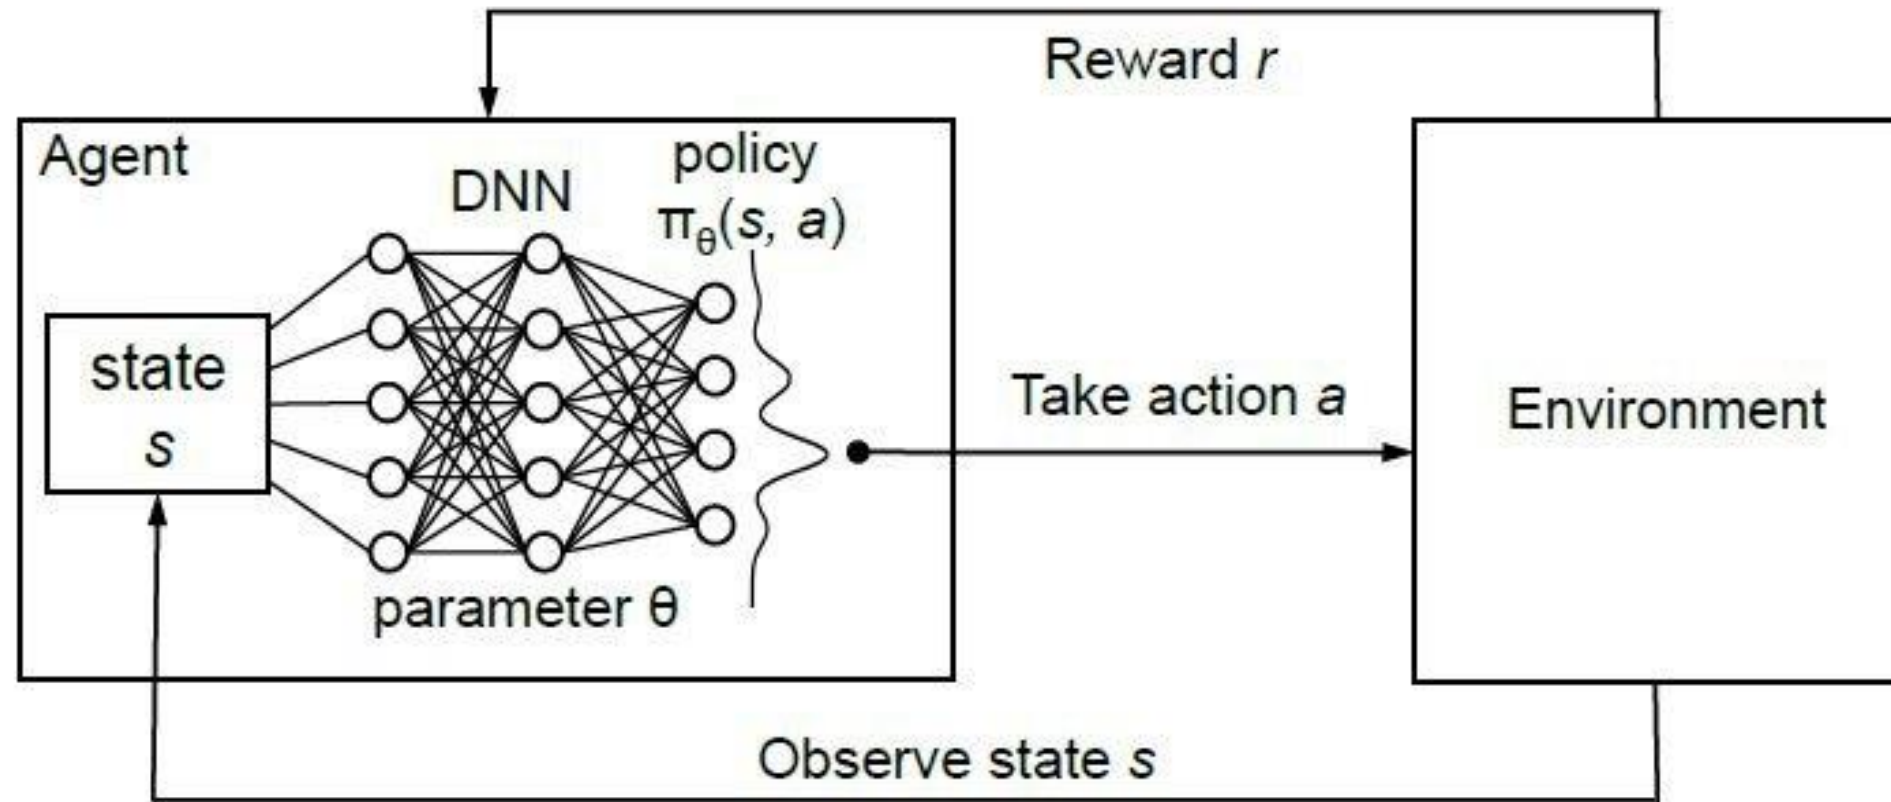 Reward r
Agent
DNN
policy
πθ(s, a)
state
s
Take action a
Environment
parameter θ
Observe state s